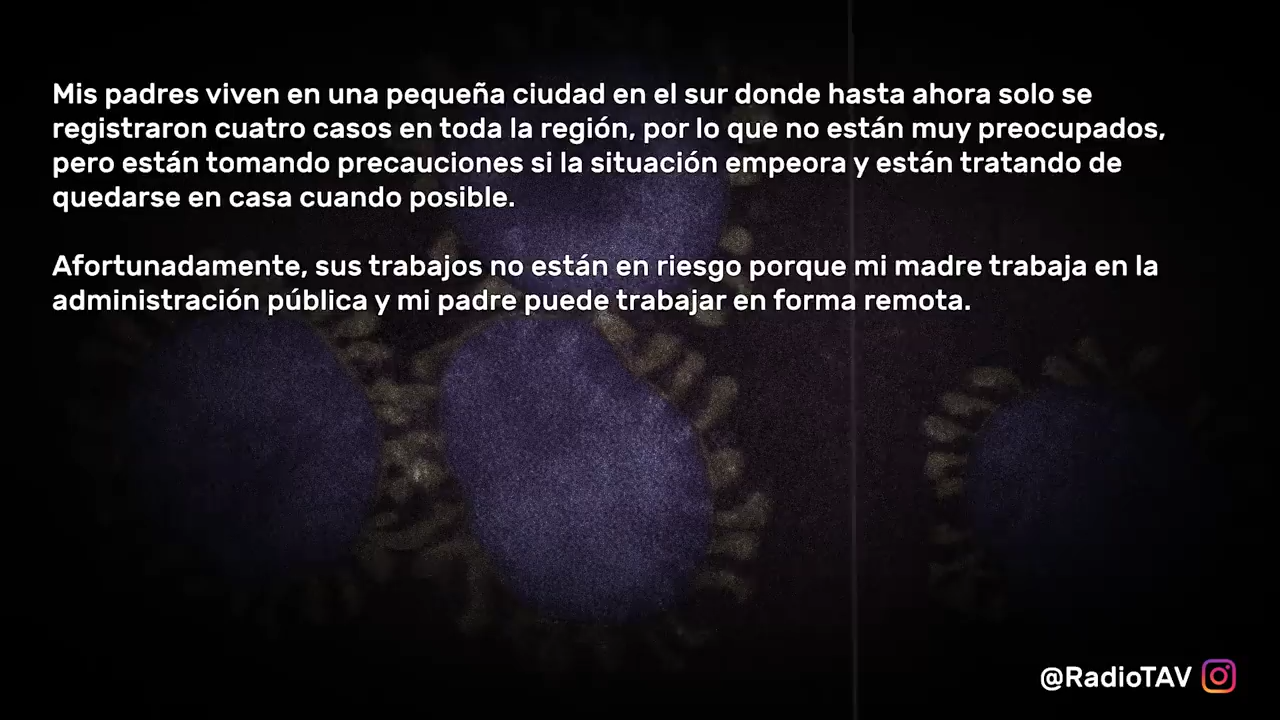 Mis padres viven en una pequeña ciudad en el sur donde hasta ahora solo se
registraron cuatro casos en toda la región, por lo que no están muy preocupados,
pero están tomando precauciones si la situación empeora y están tratando de
quedarse en casa cuando posible.
Afortunadamente, sus trabajos no están en riesgo porque mi madre trabaja en la
administración pública y mi padre puede trabajar en forma remota.
@RadioTAV